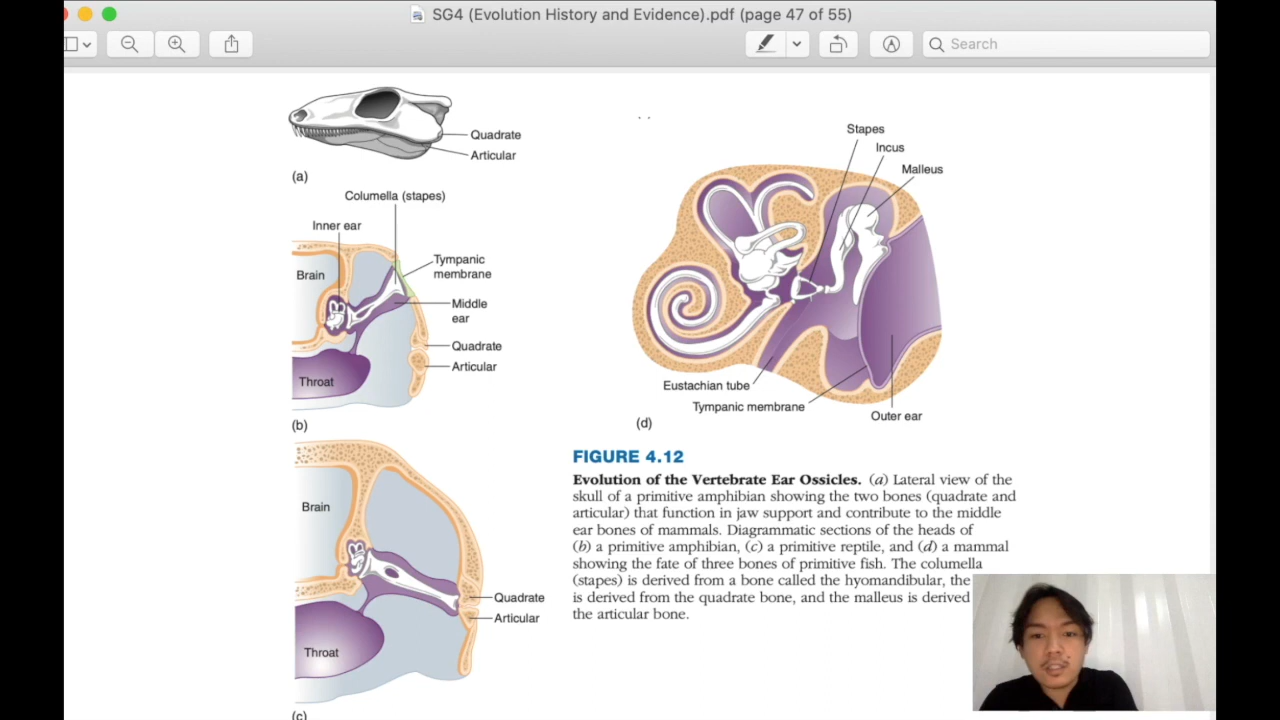 SG4 (Evolution History and Evidence).pdf (page 47 of 55)
Search
Quadrate
Articular
(a)
Columella (stapes)
Inner ear
Brain
Tympanic
membrane
Middle
ear
Quadrate
Articular
Throat
(b)
Brain
Quadrate
Articular
Throat
(c)
Stapes
Incus
Malleus
Eustachian tube
Tympanic membrane
Outer ear
(d)
FIGURE 4.12
Evolution of the Vertebrate Ear Ossicles. (a) Lateral view of the
skull of a primitive amphibian showing the two bones (quadrate and
articular) that function in jaw support and contribute to the middle
ear bones of mammals. Diagrammatic sections of the heads of
(b) a primitive amphibian, (c) a primitive reptile, and (d) a mammal
showing the fate of three bones of primitive fish. The columella
(stapes) is derived from a bone called the hyomandibular, the
is derived from the quadrate bone, and the malleus is derived
the articular bone.